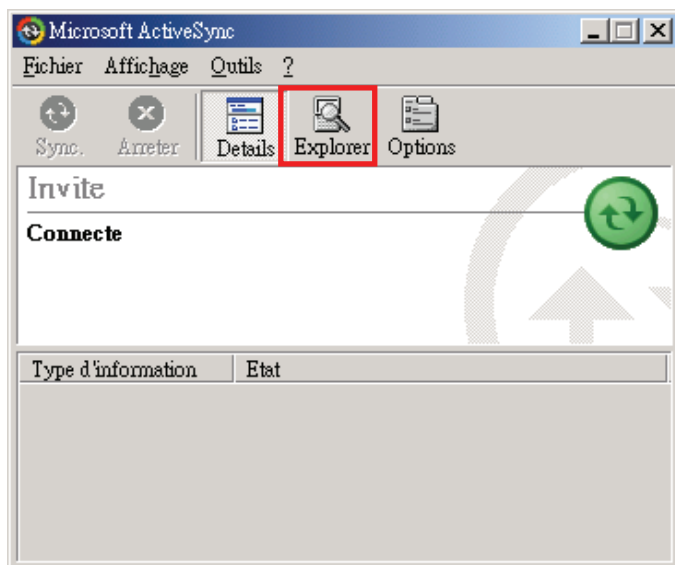 Microsoft ActiveSync
Fichier Affichage Outils ?
Sync. Arreter Details Explorer Options
Invite
Connecte
Type d'information Etat